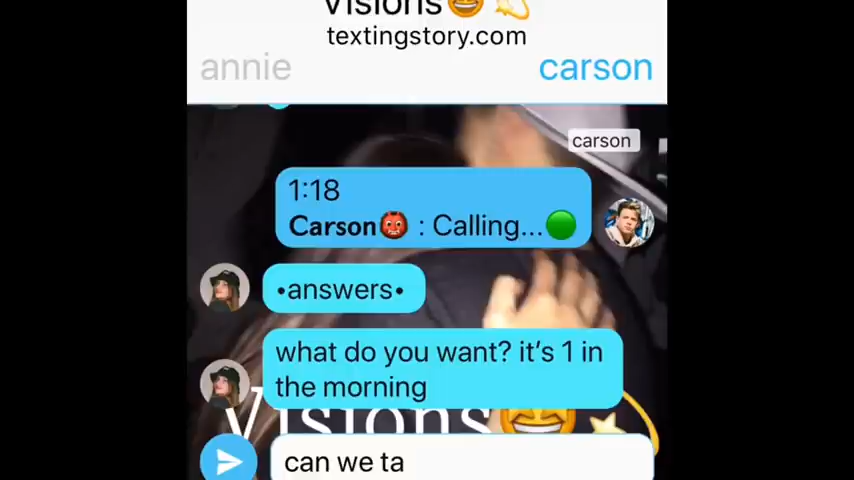 Visions🤩💫
textingstory.com
annie carson
carson
1:18
Carson👹 : Calling...🟢
•answers•
what do you want? it's 1 in
the morning
Visions🤩💫
can we ta